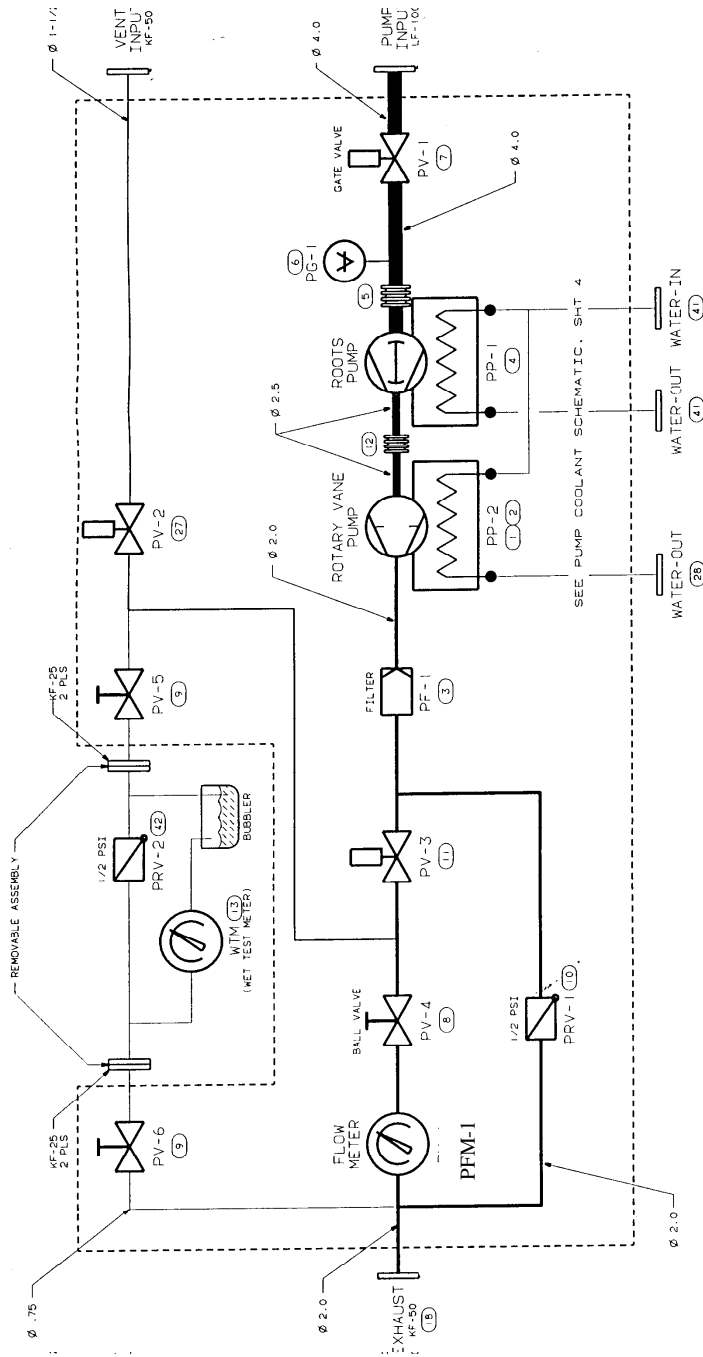 Ø 1-1/
VENT
INPUT
KF-50
PUMP
INPUT
LF-100
Ø 4.0
GATE VALVE
PV-1
7
Ø 4.0
6
PG-1
5
ROOTS
PUMP
PP-1
4
WATER-IN
41
WATER-OUT
41
Ø 2.5
12
ROTARY VANE
PUMP
PP-2
1 2
SEE PUMP COOLANT SCHEMATIC, SHT 4
WATER-OUT
28
PV-2
27
Ø 2.0
KF-25
2 PLS
PV-5
9
FILTER
PF-1
3
REMOVABLE ASSEMBLY
1/2 PSI
PRV-2
42
BUBBLER
WTM
13
(WET TEST METER)
PV-3
11
BALL VALVE
PV-4
8
1/2 PSI
PRV-1
10
KF-25
2 PLS
PV-6
9
FLOW
METER
PFM-1
Ø .75
Ø 2.0
Ø 2.0
EXHAUST
KF-50
18